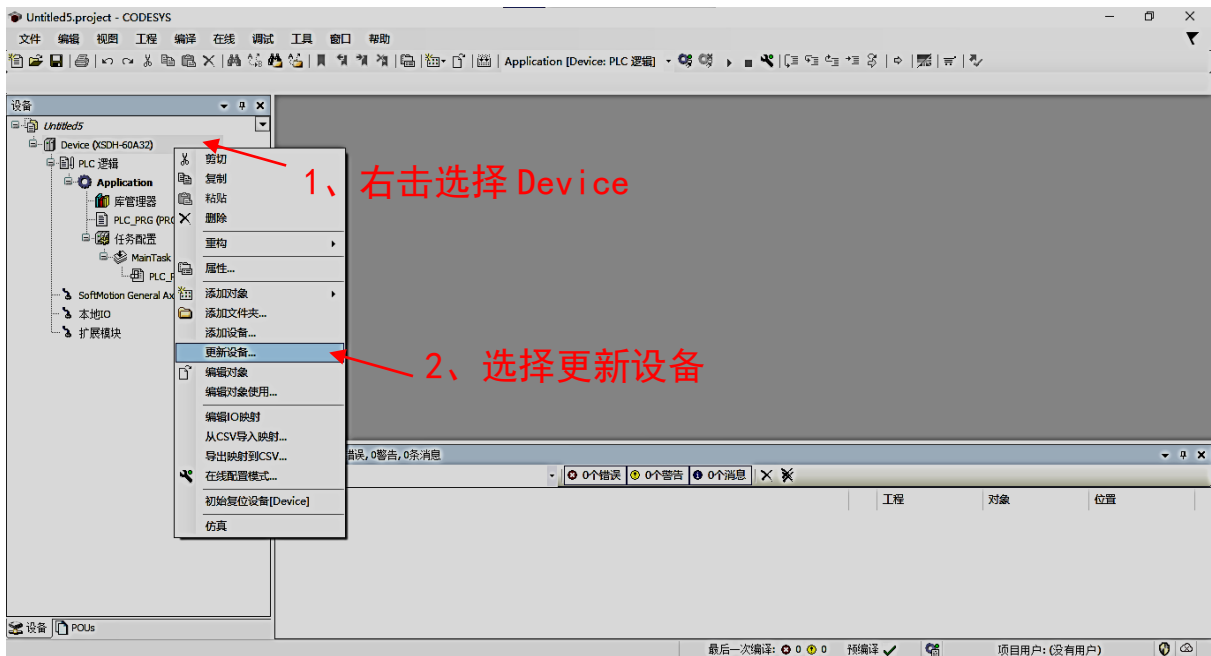 Untitled5.project - CODESYS
文件 编辑 视图 工程 编译 在线 调试 工具 窗口 帮助
Application [Device: PLC 逻辑]
设备
Untitled5
Device (XSDH-60A32)
PLC 逻辑
Application
库管理器
PLC_PRG (PRG
任务配置
MainTask
PLC_P
SoftMotion General Ax
本地IO
扩展模块
剪切
复制
粘贴
删除
重构
属性...
添加对象
添加文件夹...
添加设备...
更新设备...
编辑对象
编辑对象使用...
编辑IO映射
从CSV导入映射...
导出映射到CSV...
在线配置模式...
初始复位设备[Device]
仿真
1、右击选择 Device
2、选择更新设备
错误, 0警告, 0条消息
0个错误 0个警告 0个消息
工程 对象 位置
设备 POUs
最后一次编译: 0 0 预编译 项目用户: (没有用户)